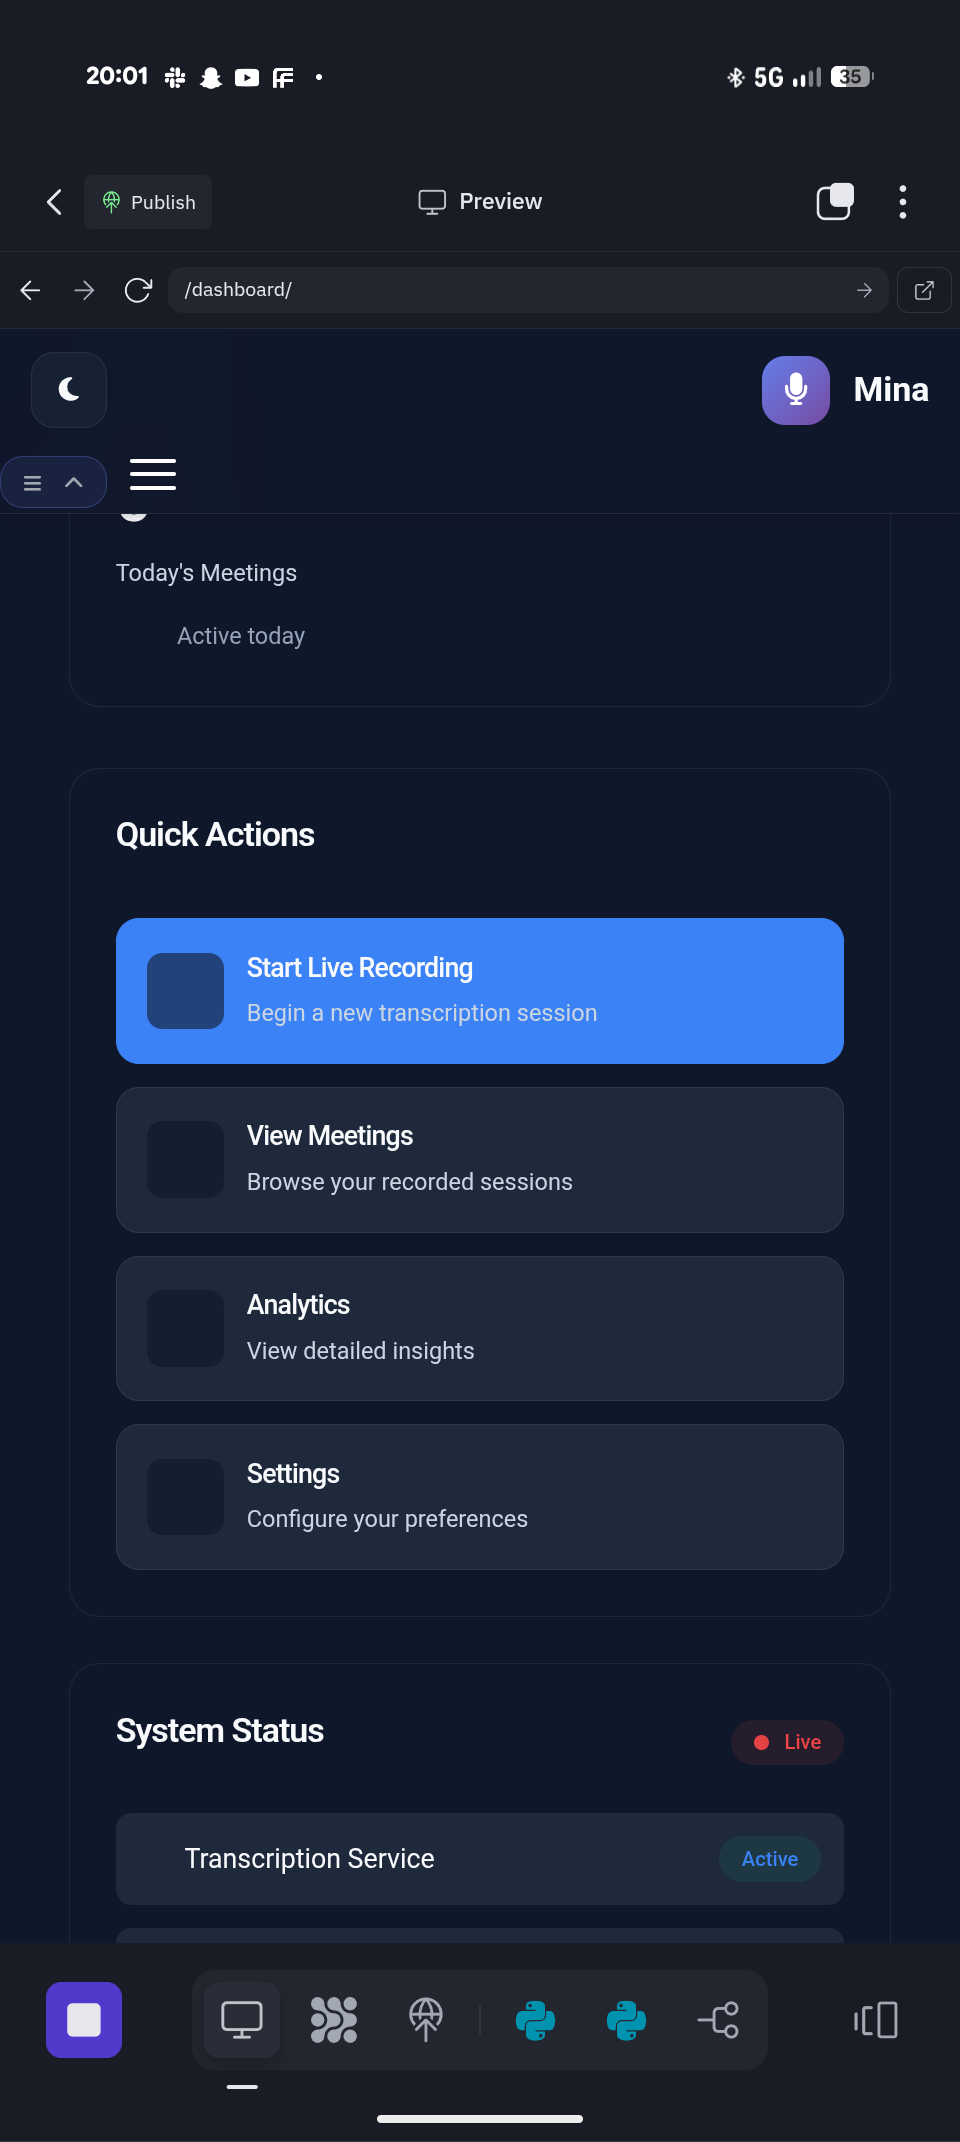 20:01
5G
35
Publish
Preview
/dashboard/
Mina
Today's Meetings
Active today
Quick Actions
Start Live Recording
Begin a new transcription session
View Meetings
Browse your recorded sessions
Analytics
View detailed insights
Settings
Configure your preferences
System Status
Live
Transcription Service
Active